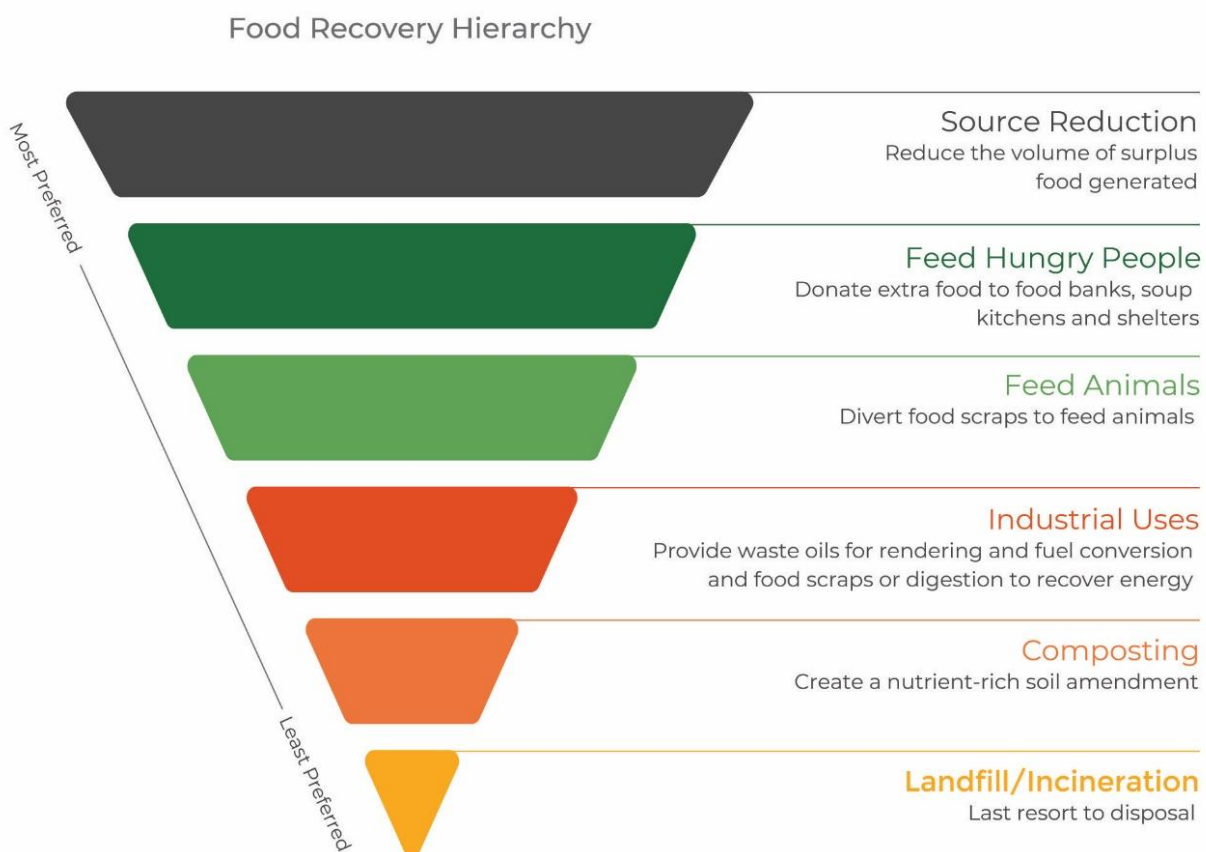 Food Recovery Hierarchy
Most Preferred
Source Reduction
Reduce the volume of surplus
food generated
Feed Hungry People
Donate extra food to food banks, soup
kitchens and shelters
Feed Animals
Divert food scraps to feed animals
Industrial Uses
Provide waste oils for rendering and fuel conversion
and food scraps or digestion to recover energy
Composting
Create a nutrient-rich soil amendment
Least Preferred
Landfill/Incineration
Last resort to disposal